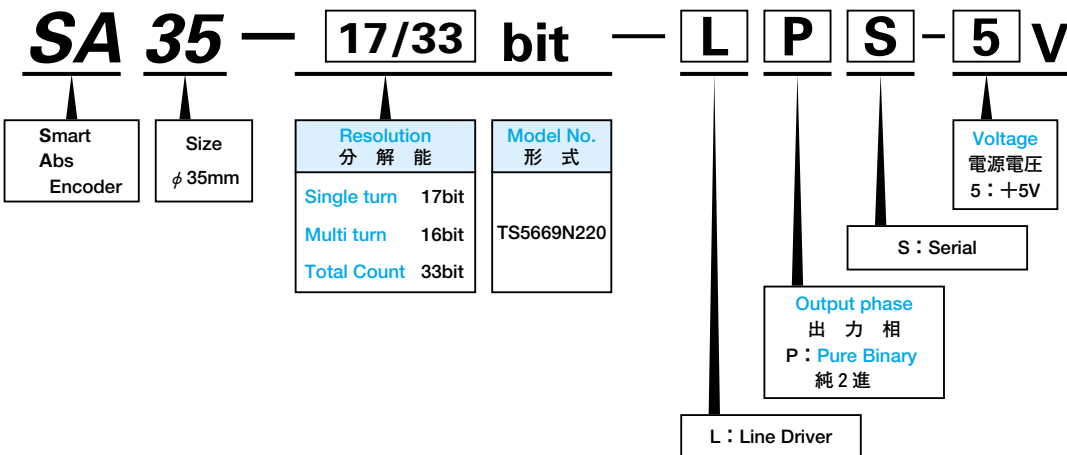 SA 35 — 17/33 bit — L P S - 5 V
Smart
Abs
Encoder
Size
φ 35mm
Resolution
分 解 能
Single turn 17bit
Multi turn 16bit
Total Count 33bit
Model No.
形 式
TS5669N220
Voltage
電源電圧
5：＋5V
S：Serial
Output phase
出 力 相
P：Pure Binary
純2進
L：Line Driver